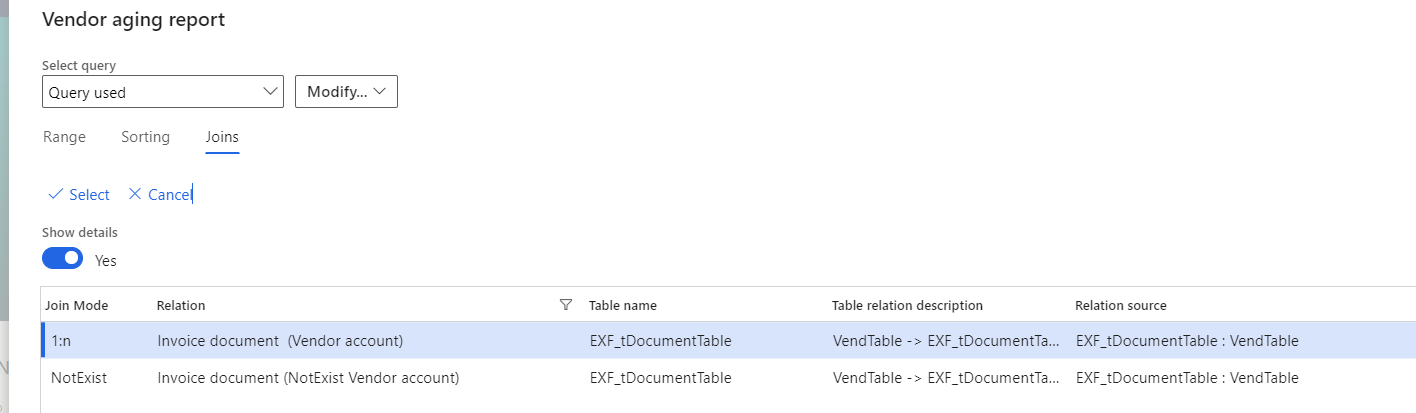 Vendor aging report
Select query
Query used Modify...
Range Sorting Joins
Select Cancel
Show details
Yes
Join Mode Relation Table name Table relation description Relation source
1:n Invoice document (Vendor account) EXF_tDocumentTable VendTable -> EXF_tDocumentTa... EXF_tDocumentTable : VendTable
NotExist Invoice document (NotExist Vendor account) EXF_tDocumentTable VendTable -> EXF_tDocumentTa... EXF_tDocumentTable : VendTable